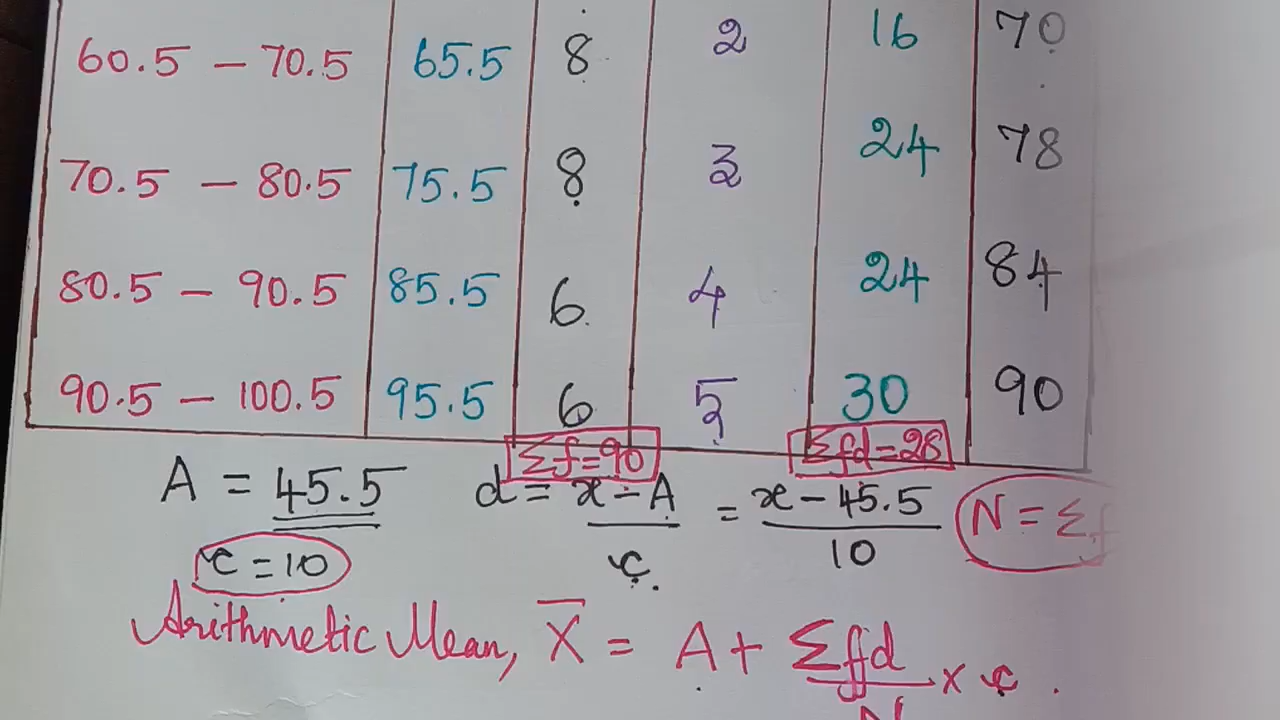 60.5 – 70.5 65.5 8 2 16 70
70.5 – 80.5 75.5 8 3 24 78
80.5 – 90.5 85.5 6 4 24 84
90.5 – 100.5 95.5 6 5 30 90
Σf=90 Σfd=28
A = 45.5 d = x – A / c = x – 45.5 / 10 N = Σf
c = 10
Arithmetic Mean, X̄ = A + Σfd / N × c.